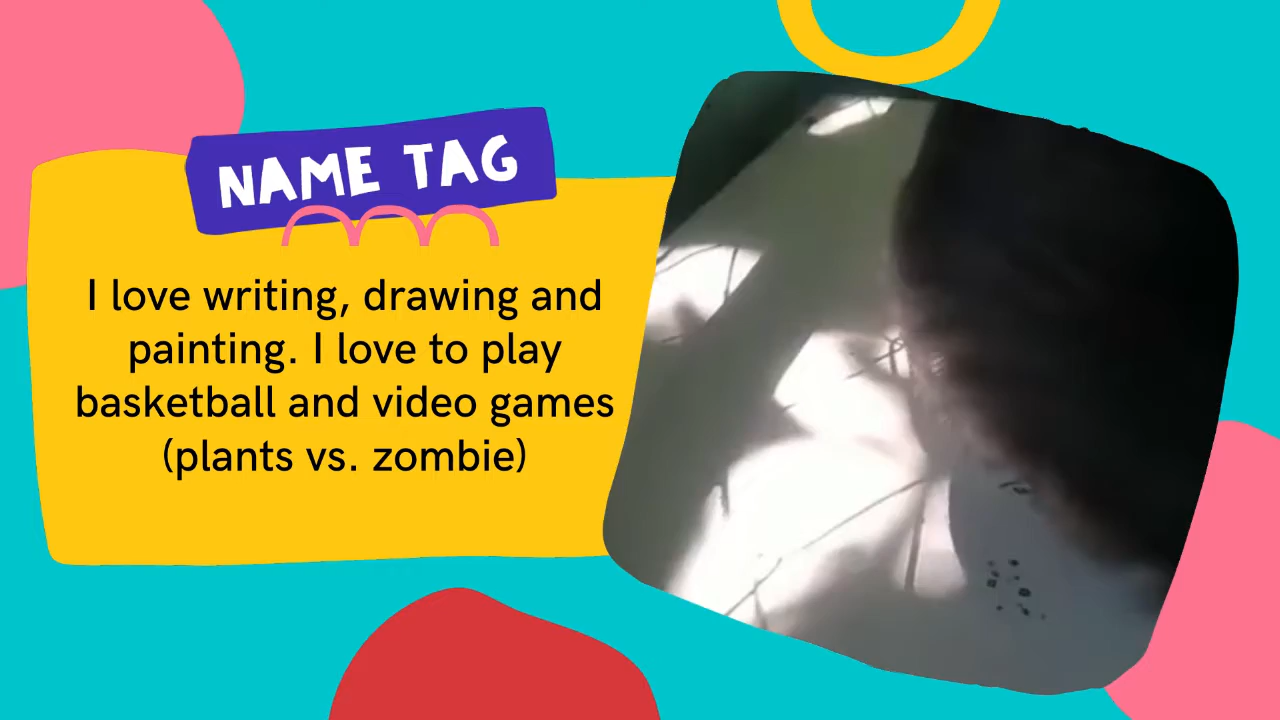 NAME TAG
I love writing, drawing and
painting. I love to play
basketball and video games
(plants vs. zombie)